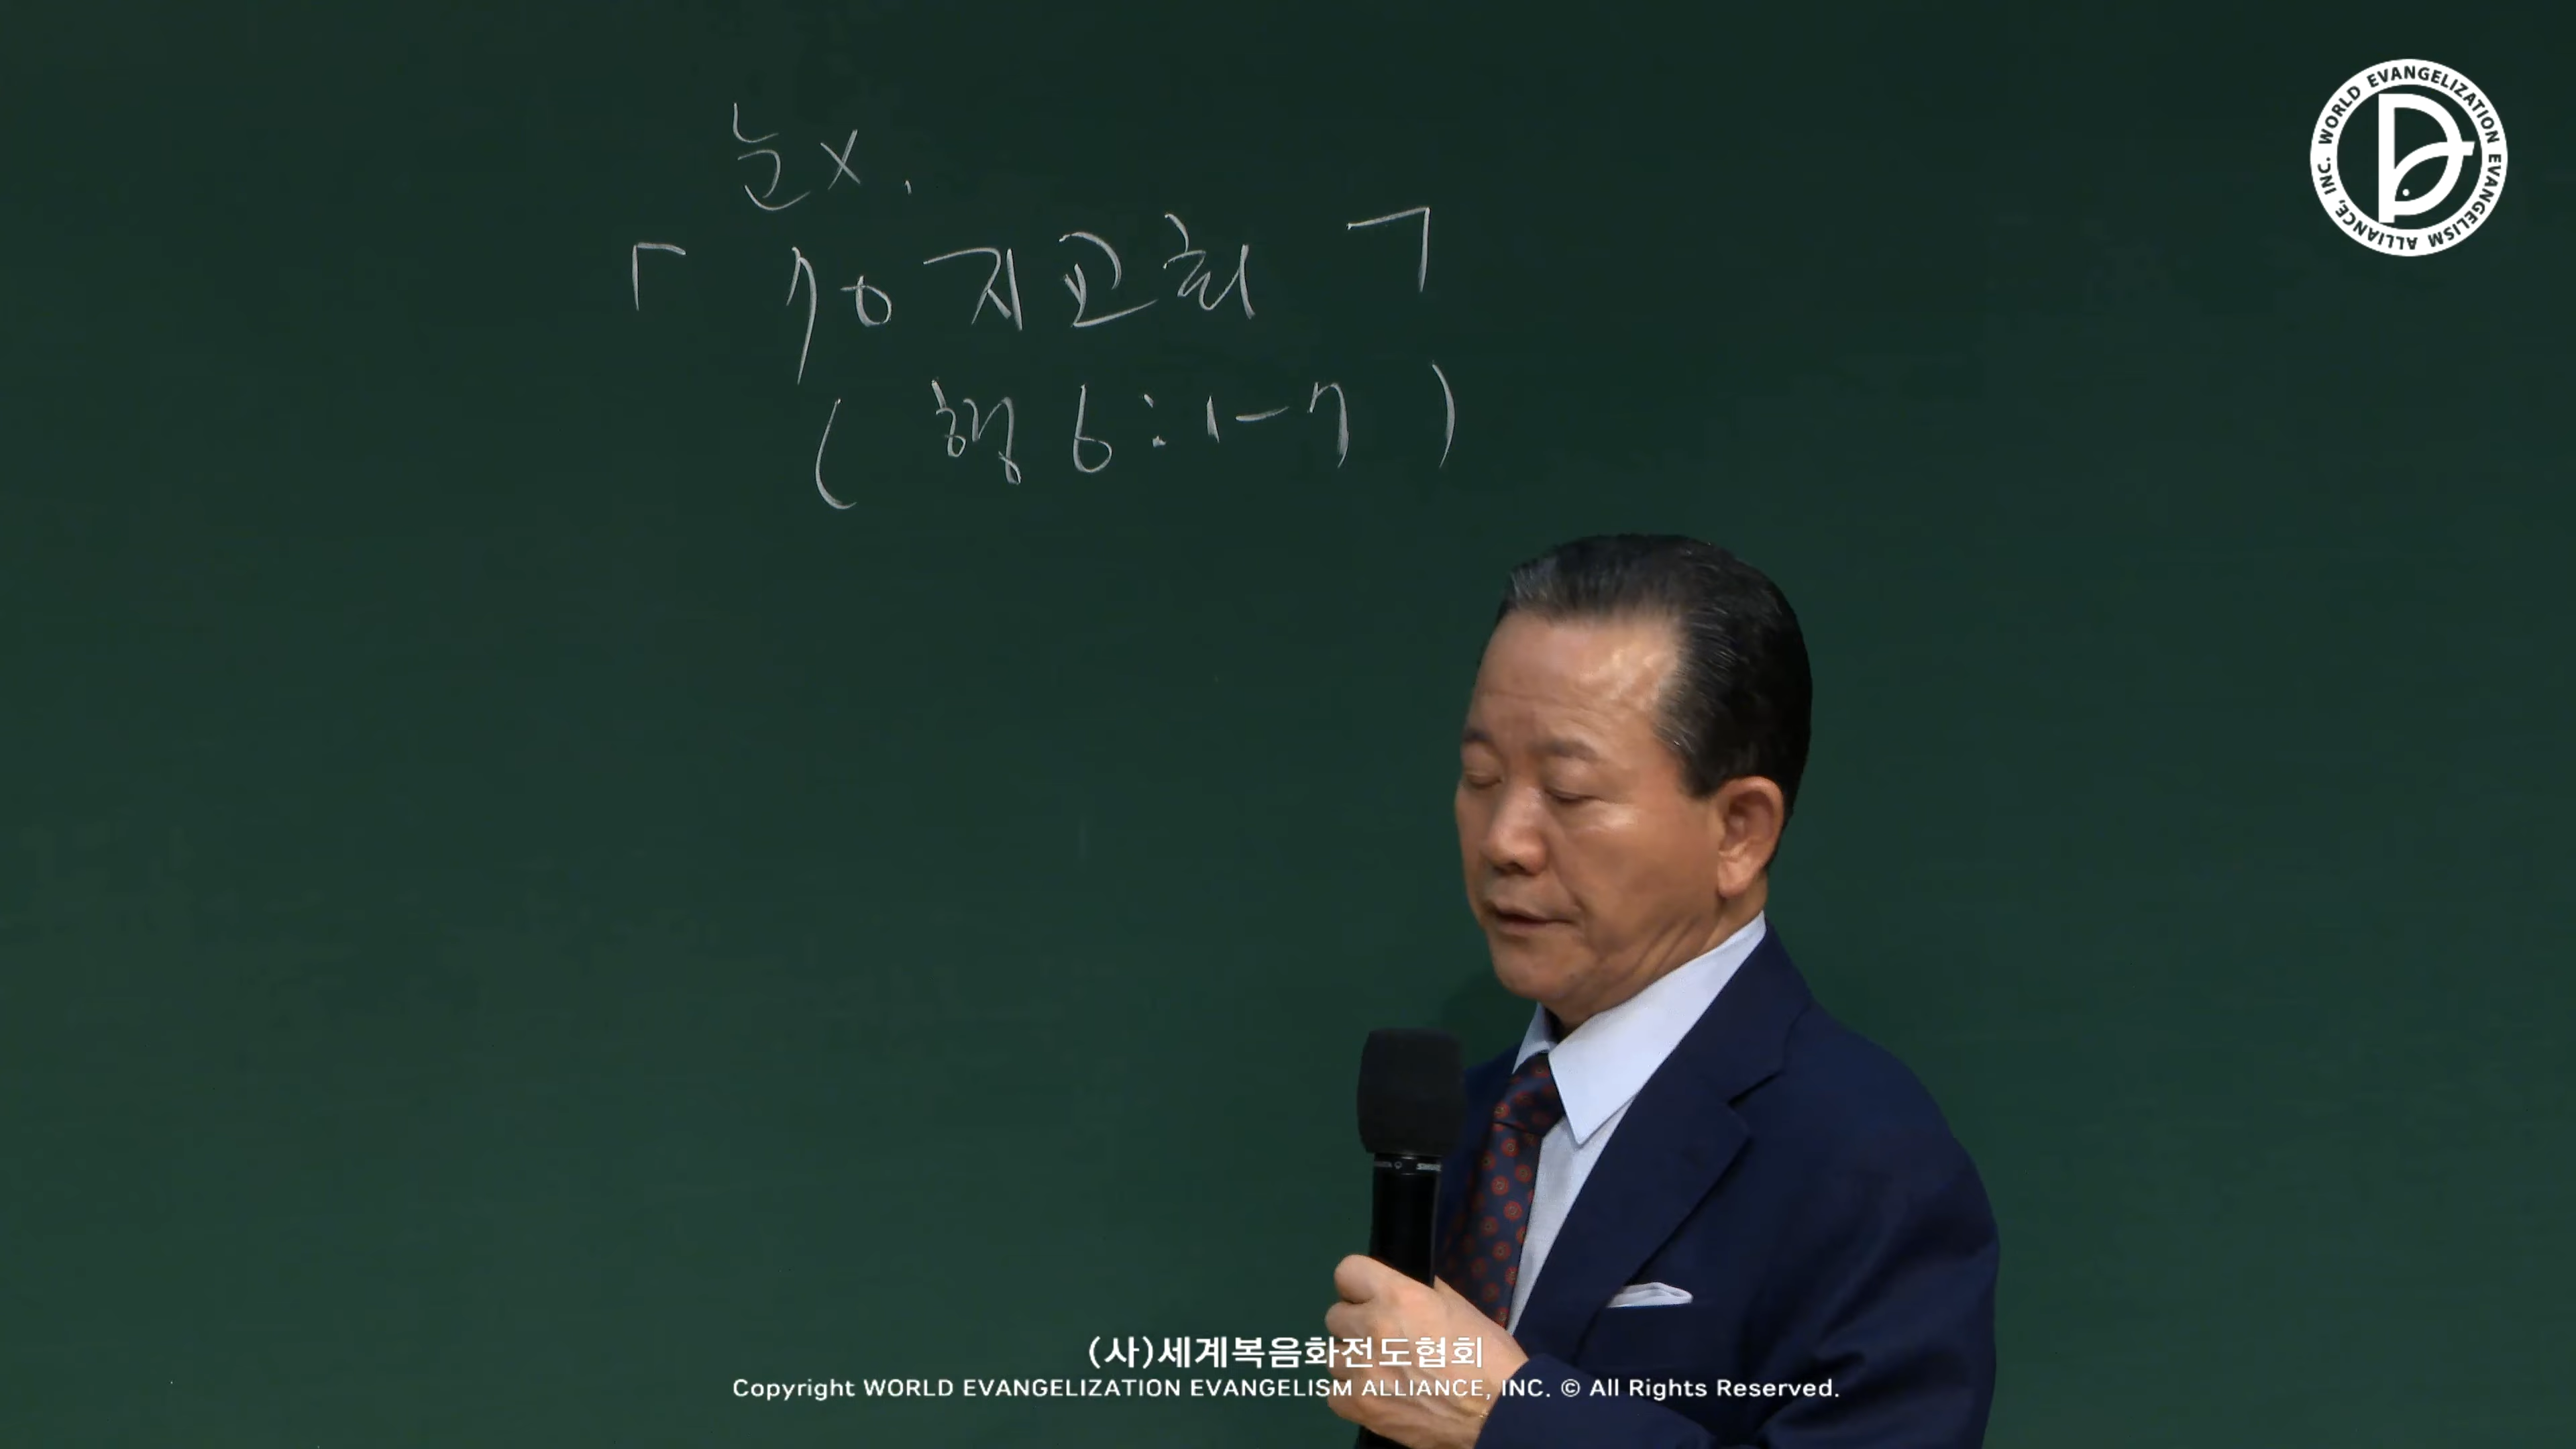 눈X.
「70지교회」
(행 6:1-7)
WORLD EVANGELIZATION EVANGELISM ALLIANCE, INC.
(사)세계복음화전도협회
Copyright WORLD EVANGELIZATION EVANGELISM ALLIANCE, INC. © All Rights Reserved.